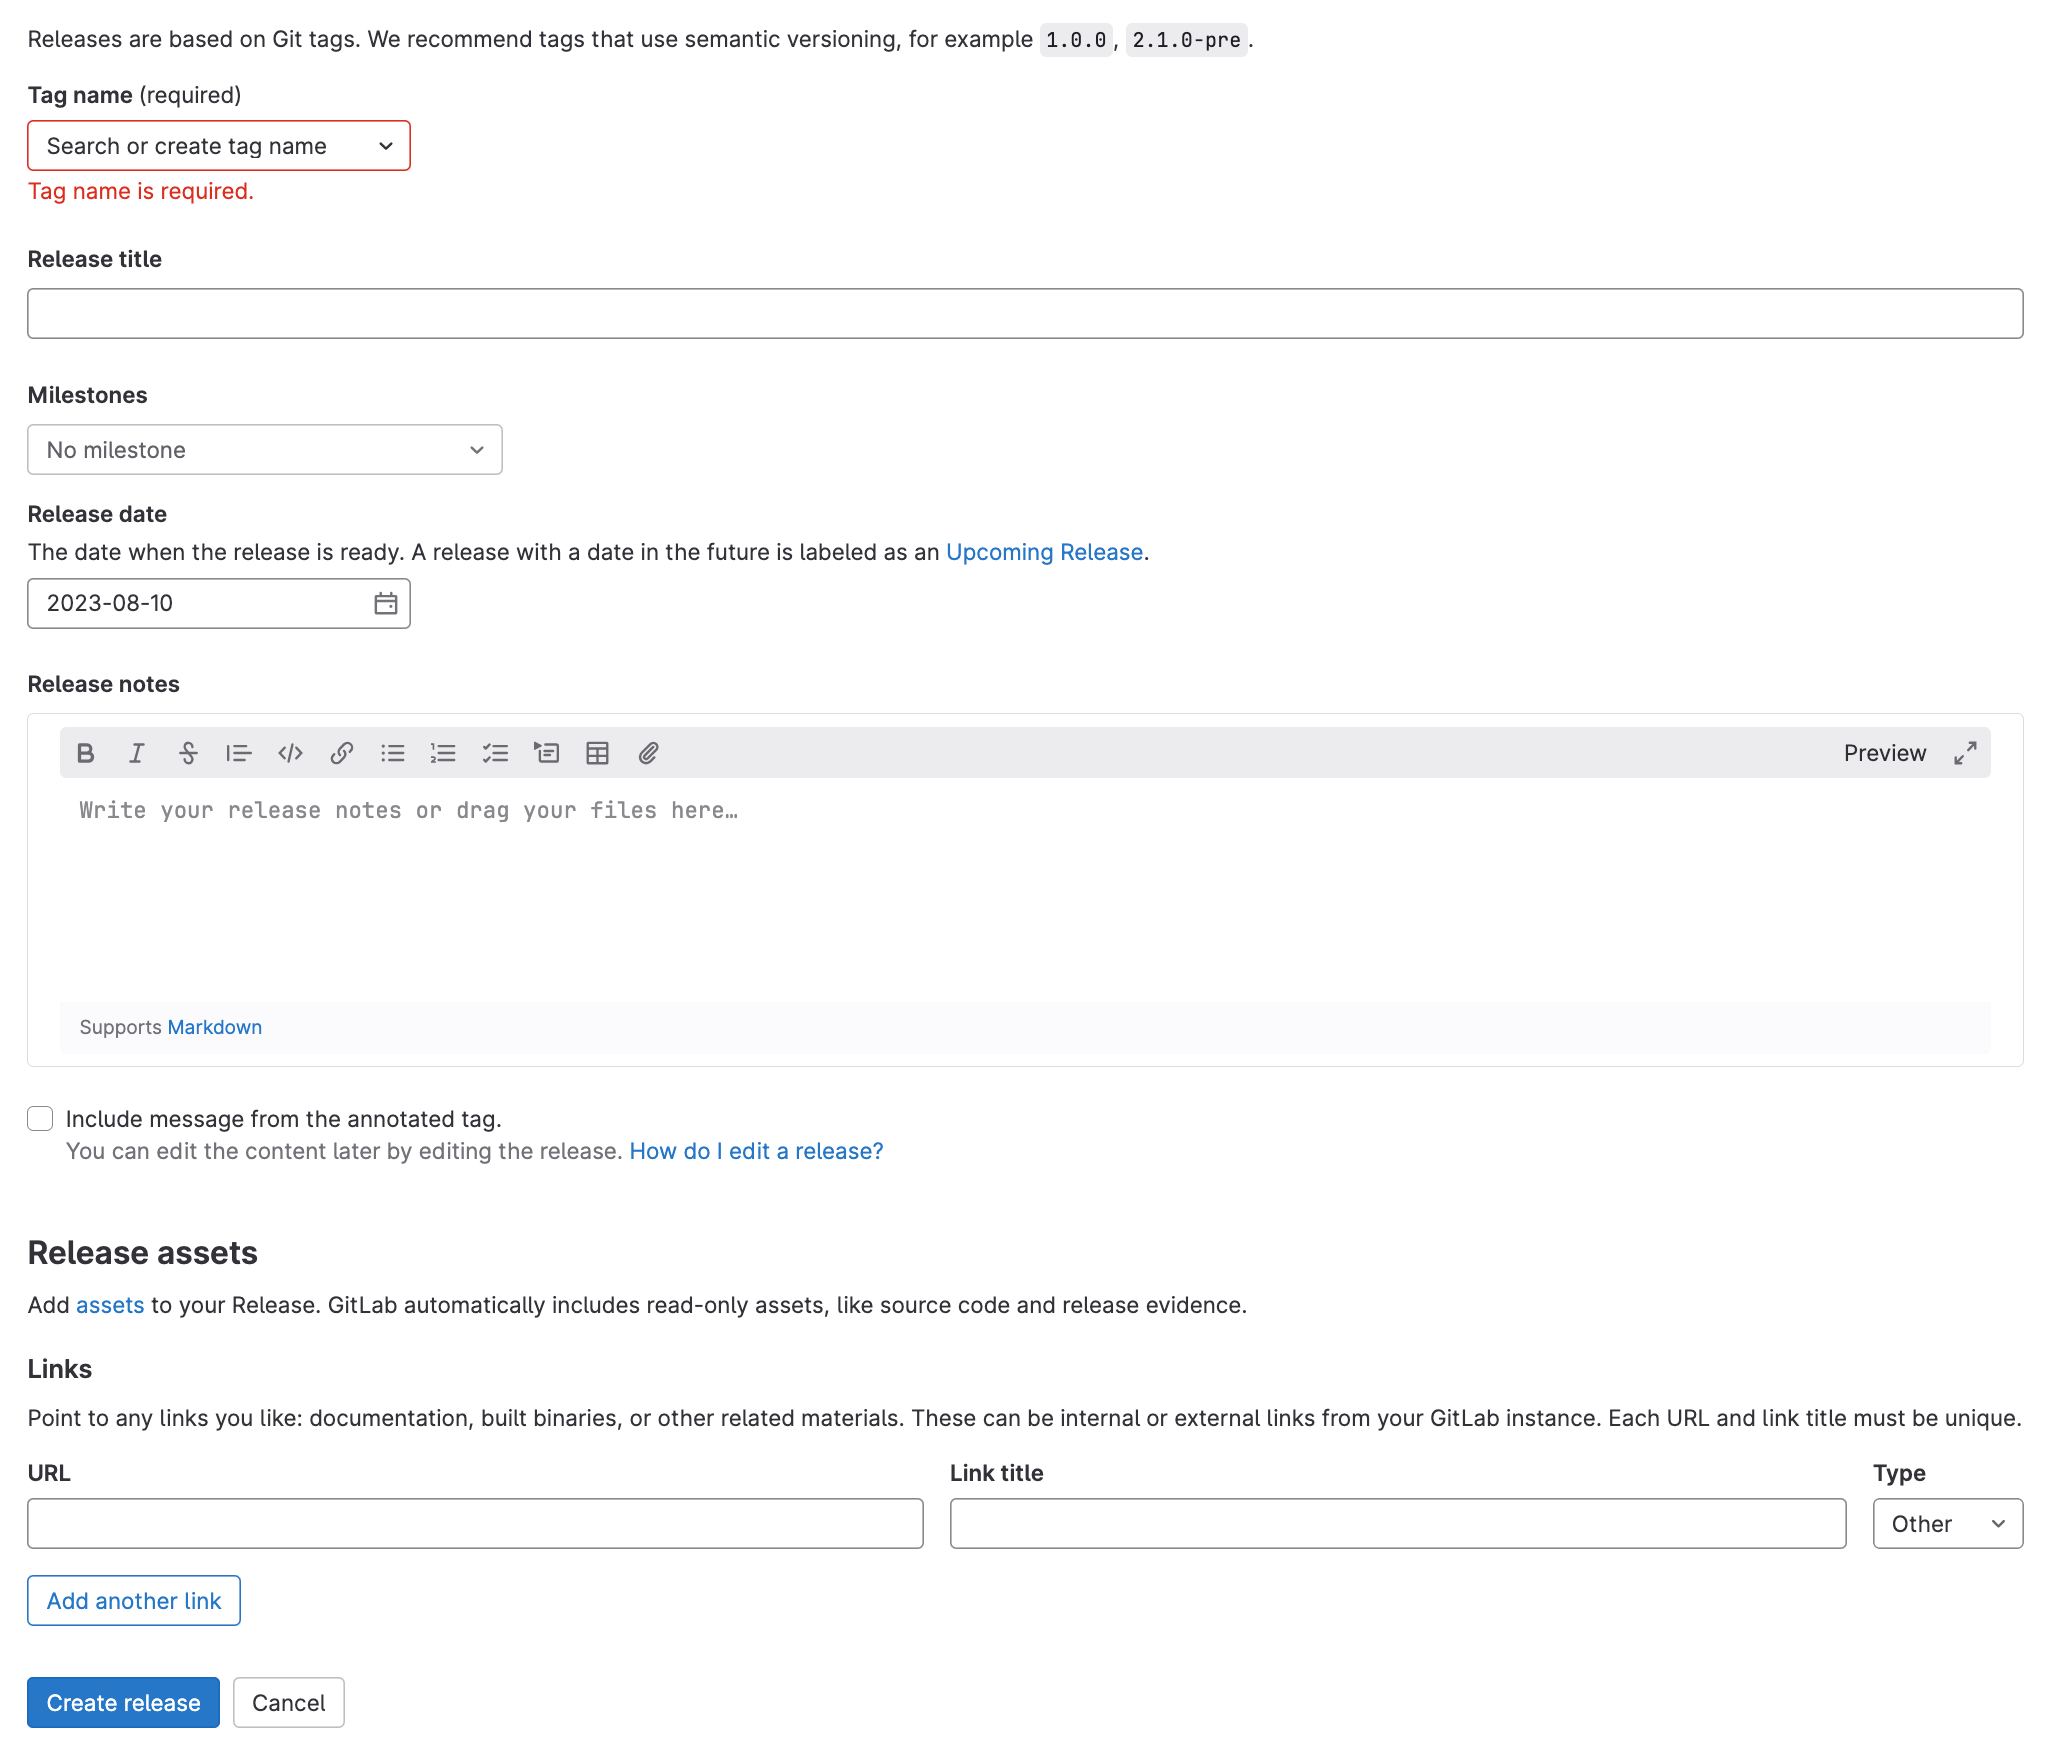 Releases are based on Git tags. We recommend tags that use semantic versioning, for example 1.0.0, 2.1.0-pre.
Tag name (required)
Search or create tag name
Tag name is required.
Release title
Milestones
No milestone
Release date
The date when the release is ready. A release with a date in the future is labeled as an Upcoming Release.
2023-08-10
Release notes
Preview
Write your release notes or drag your files here…
Supports Markdown
Include message from the annotated tag.
You can edit the content later by editing the release. How do I edit a release?
Release assets
Add assets to your Release. GitLab automatically includes read-only assets, like source code and release evidence.
Links
Point to any links you like: documentation, built binaries, or other related materials. These can be internal or external links from your GitLab instance. Each URL and link title must be unique.
URL Link title Type
Other
Add another link
Create release Cancel